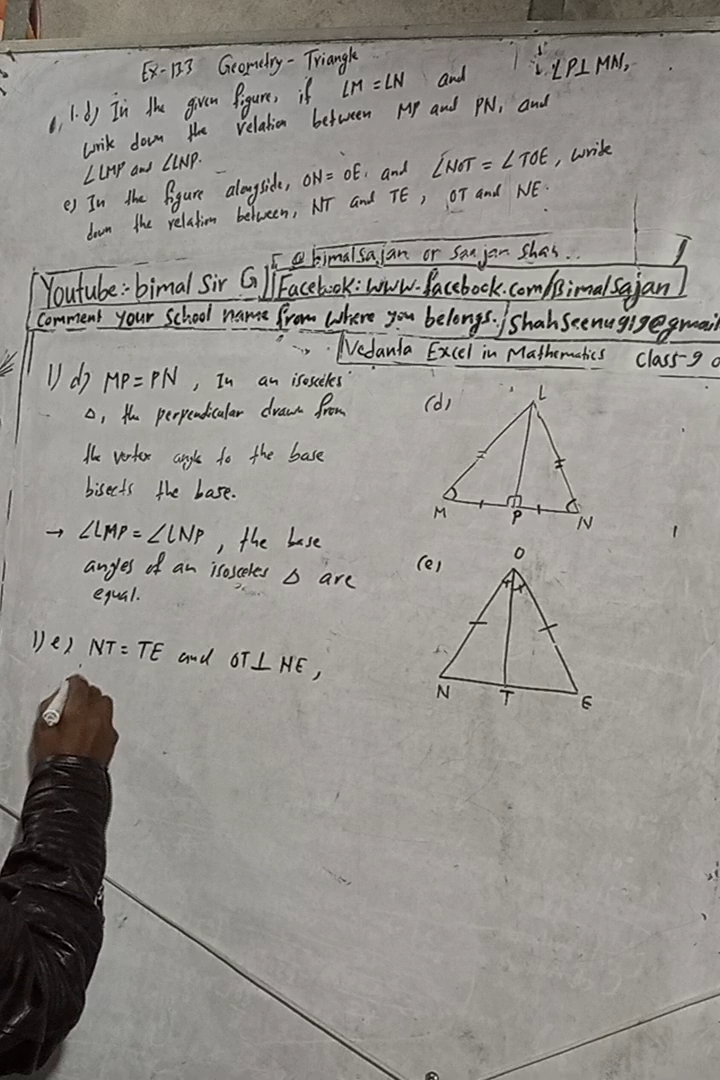 Ex-13.3 Geometry - Triangle
1. d) In the given figure, if ∠M = ∠N and LP⊥MN,
write down the relation between MP and PN, and
∠LMP and ∠LNP.
e) In the figure alongside, ON = OE, and ∠NOT = ∠TOE, write
down the relation between, NT and TE, OT and NE.
@bimalsajan or Saajan Shah..
Youtube:- bimal Sir G Facebook: www.facebook.com/Bimalsajan
Comment your School name from where you belongs. / Shahseenu919@gmail
Vedanta Excel in Mathematics Class-9
1) d) MP = PN, In an isosceles
△, the perpendicular drawn from
the vertex angle to the base
bisects the base.
→ ∠LMP = ∠LNP, the base
angles of an isosceles △ are
equal.
1) e) NT = TE and OT⊥NE,
(d)
L
M
P
N
(e)
O
N
T
E